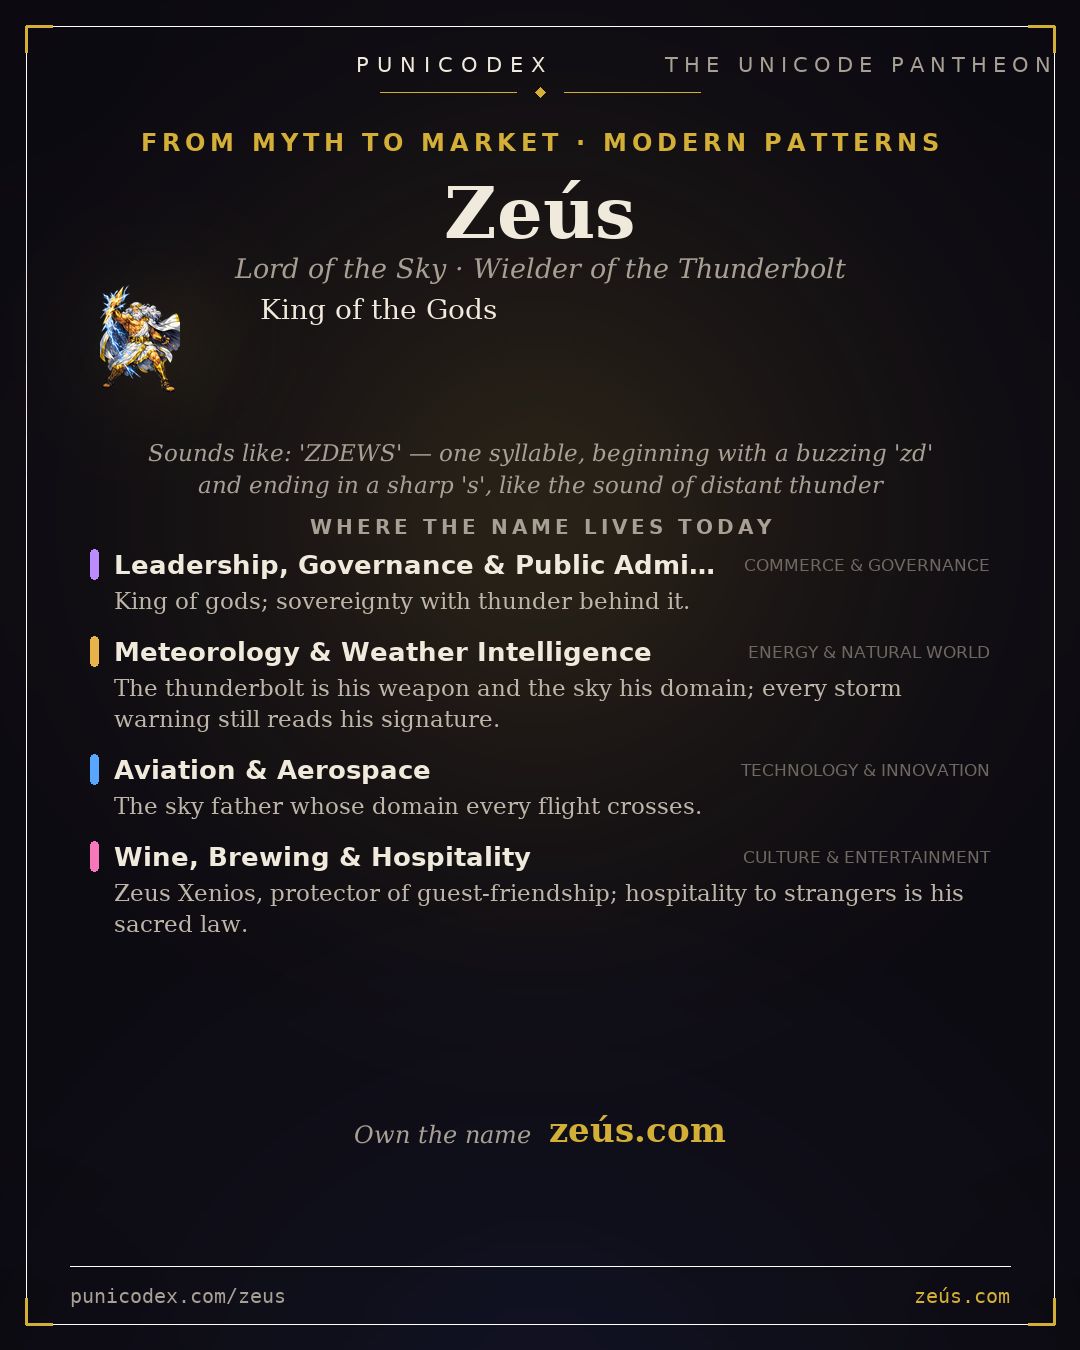 PUNICODEX THE UNICODE PANTHEON
FROM MYTH TO MARKET · MODERN PATTERNS
Zeús
Lord of the Sky · Wielder of the Thunderbolt
King of the Gods
Sounds like: 'ZDEWS' — one syllable, beginning with a buzzing 'zd'
and ending in a sharp 's', like the sound of distant thunder
WHERE THE NAME LIVES TODAY
Leadership, Governance & Public Admi… COMMERCE & GOVERNANCE
King of gods; sovereignty with thunder behind it.
Meteorology & Weather Intelligence ENERGY & NATURAL WORLD
The thunderbolt is his weapon and the sky his domain; every storm
warning still reads his signature.
Aviation & Aerospace TECHNOLOGY & INNOVATION
The sky father whose domain every flight crosses.
Wine, Brewing & Hospitality CULTURE & ENTERTAINMENT
Zeus Xenios, protector of guest-friendship; hospitality to strangers is his
sacred law.
Own the name zeús.com
punicodex.com/zeus zeús.com